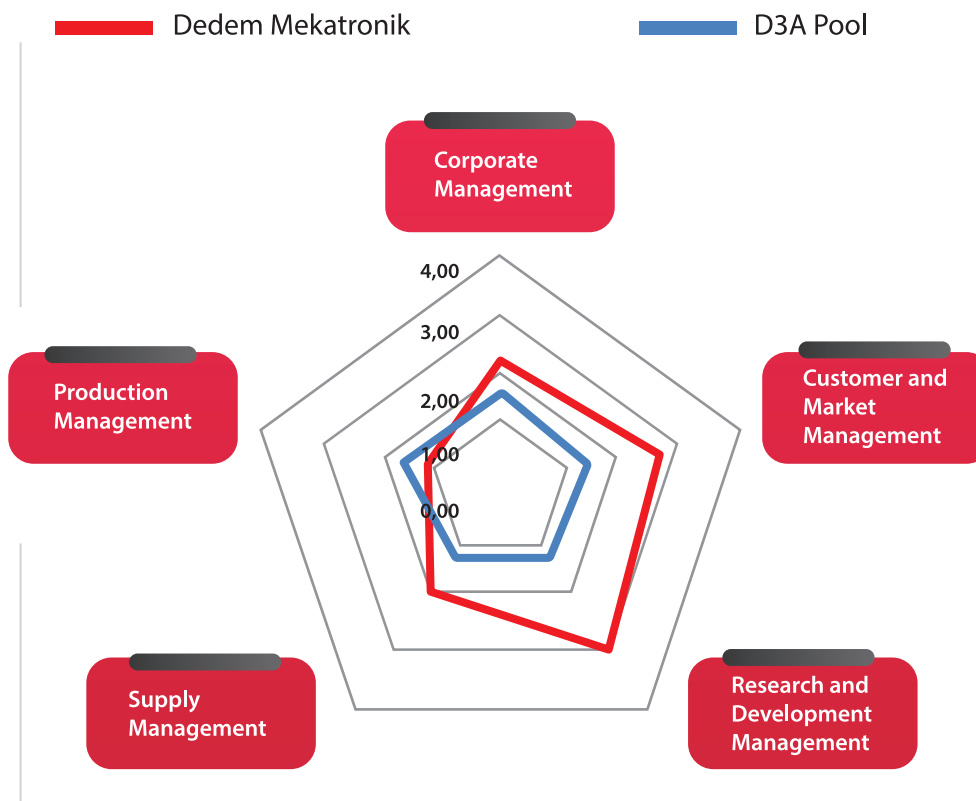 Dedem Mekatronik
D3A Pool
Corporate
Management
4,00
3,00
2,00
1,00
0,00
Production
Management
Customer and
Market
Management
Supply
Management
Research and
Development
Management